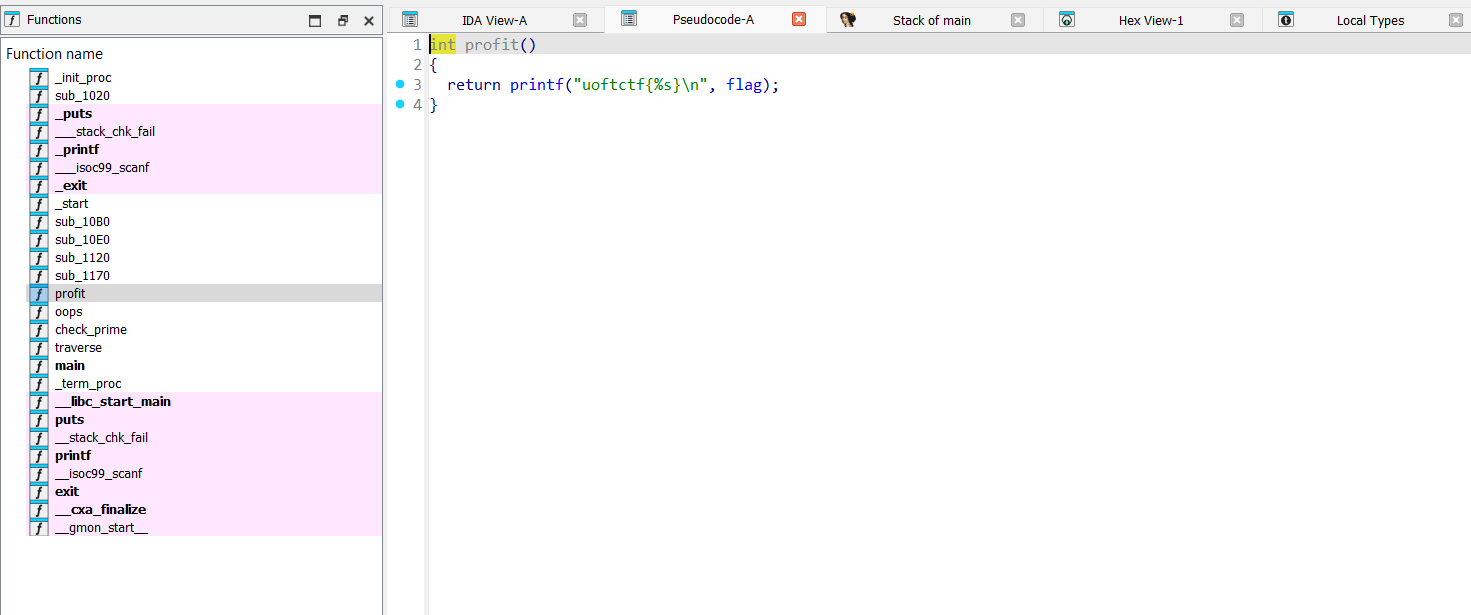 Functions
IDA View-A
Pseudocode-A
Stack of main
Hex View-1
Local Types
Function name
f _init_proc
f sub_1020
f _puts
f ___stack_chk_fail
f _printf
f ___isoc99_scanf
f _exit
f _start
f sub_10B0
f sub_10E0
f sub_1120
f sub_1170
f profit
f oops
f check_prime
f traverse
f main
f _term_proc
f __libc_start_main
f puts
f __stack_chk_fail
f printf
f __isoc99_scanf
f exit
f __cxa_finalize
f __gmon_start__
1 int profit()
2 {
3   return printf("uoftctf{%s}\n", flag);
4 }